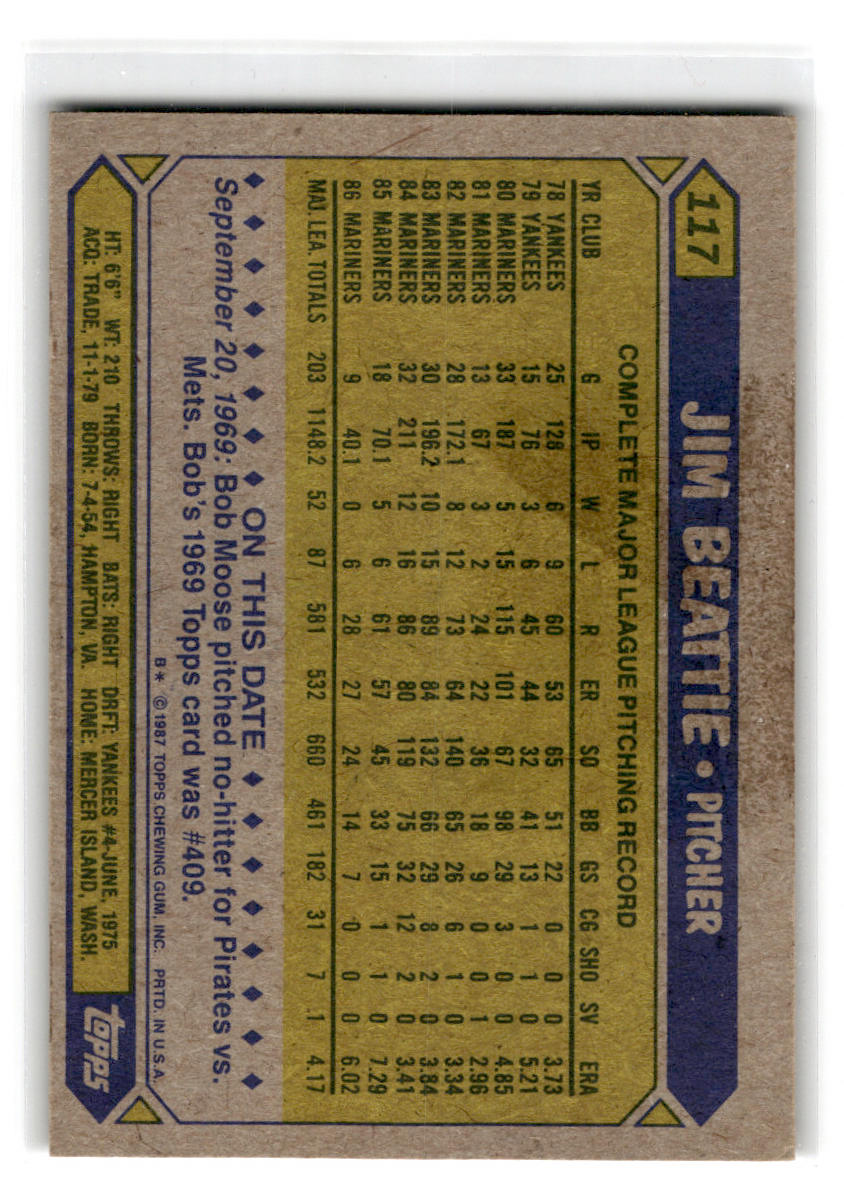 117
JIM BEATTIE • PITCHER™
COMPLETE MAJOR LEAGUE PITCHING RECORD
YR CLUB G IP W L R ER SO BB GS CG SHO SV ERA
78 YANKEES 25 128 6 9 60 53 65 51 22 0 0 0 3.73
79 YANKEES 15 76 3 6 45 44 32 41 13 1 1 0 5.21
80 MARINERS 33 187 5 15 115 101 67 98 29 3 0 0 4.85
81 MARINERS 13 67 3 2 24 22 36 18 9 0 0 1 2.96
82 MARINERS 28 172.1 8 12 73 64 140 65 26 6 1 0 3.34
83 MARINERS 30 196.2 10 15 89 84 132 66 29 8 2 0 3.84
84 MARINERS 32 211 12 16 86 80 119 75 32 12 2 0 3.41
85 MARINERS 18 70.1 5 6 61 57 45 33 15 1 1 0 7.29
86 MARINERS 9 40.1 0 6 28 27 24 14 7 0 0 0 6.02
MAJ. LEA. TOTALS 203 1148.2 52 87 581 532 660 461 182 31 7 1 4.17
ON THIS DATE
September 20, 1969: Bob Moose pitched no-hitter for Pirates vs.
Mets. Bob's 1969 Topps card was #409.
B* © 1987 TOPPS CHEWING GUM, INC. PRTD. IN U.S.A.
HT: 6'6" WT: 210 THROWS: RIGHT BATS: RIGHT DRFT: YANKEES #4-JUNE, 1975
ACQ: TRADE, 11-1-79 BORN: 7-4-54, HAMPTON, VA. HOME: MERCER ISLAND, WASH.
topps